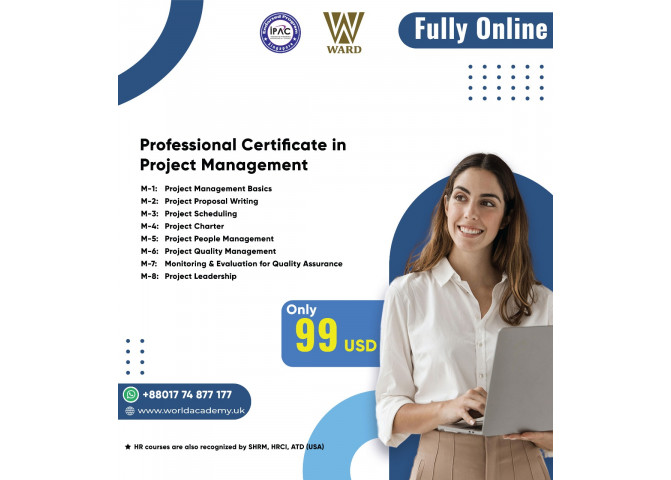 Endorsed Program
IPAC
Singapore
WARD
Fully Online
Professional Certificate in
Project Management
M-1: Project Management Basics
M-2: Project Proposal Writing
M-3: Project Scheduling
M-4: Project Charter
M-5: Project People Management
M-6: Project Quality Management
M-7: Monitoring & Evaluation for Quality Assurance
M-8: Project Leadership
Only
99 USD
+88017 74 877 177
www.worldacademy.uk
★ HR courses are also recognized by SHRM, HRCI, ATD (USA)